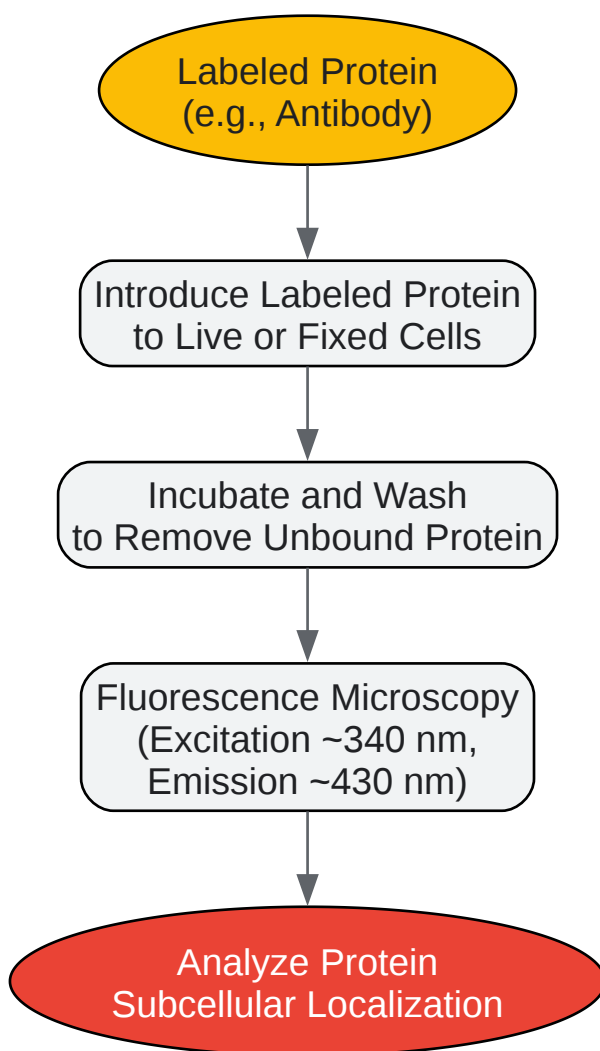 Labeled Protein
(e.g., Antibody)
Introduce Labeled Protein
to Live or Fixed Cells
Incubate and Wash
to Remove Unbound Protein
Fluorescence Microscopy
(Excitation ~340 nm,
Emission ~430 nm)
Analyze Protein
Subcellular Localization